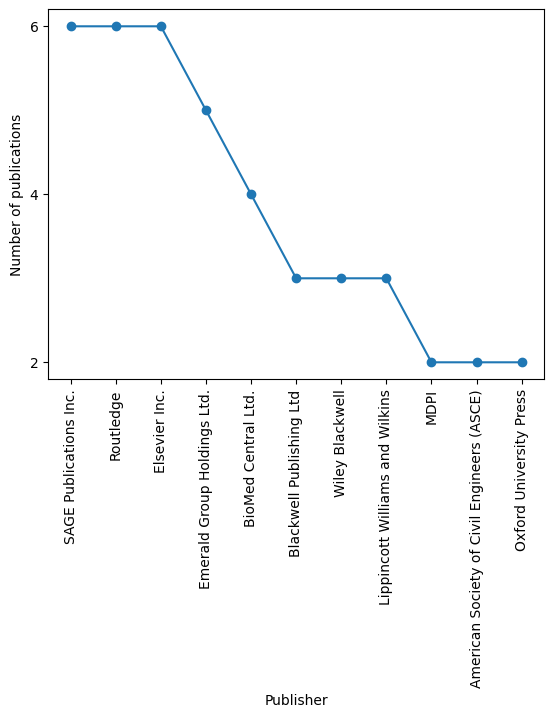 Number of publications
6
4
2
SAGE Publications Inc.
Routledge
Elsevier Inc.
Emerald Group Holdings Ltd.
BioMed Central Ltd.
Blackwell Publishing Ltd
Wiley Blackwell
Lippincott Williams and Wilkins
MDPI
American Society of Civil Engineers (ASCE)
Oxford University Press
Publisher